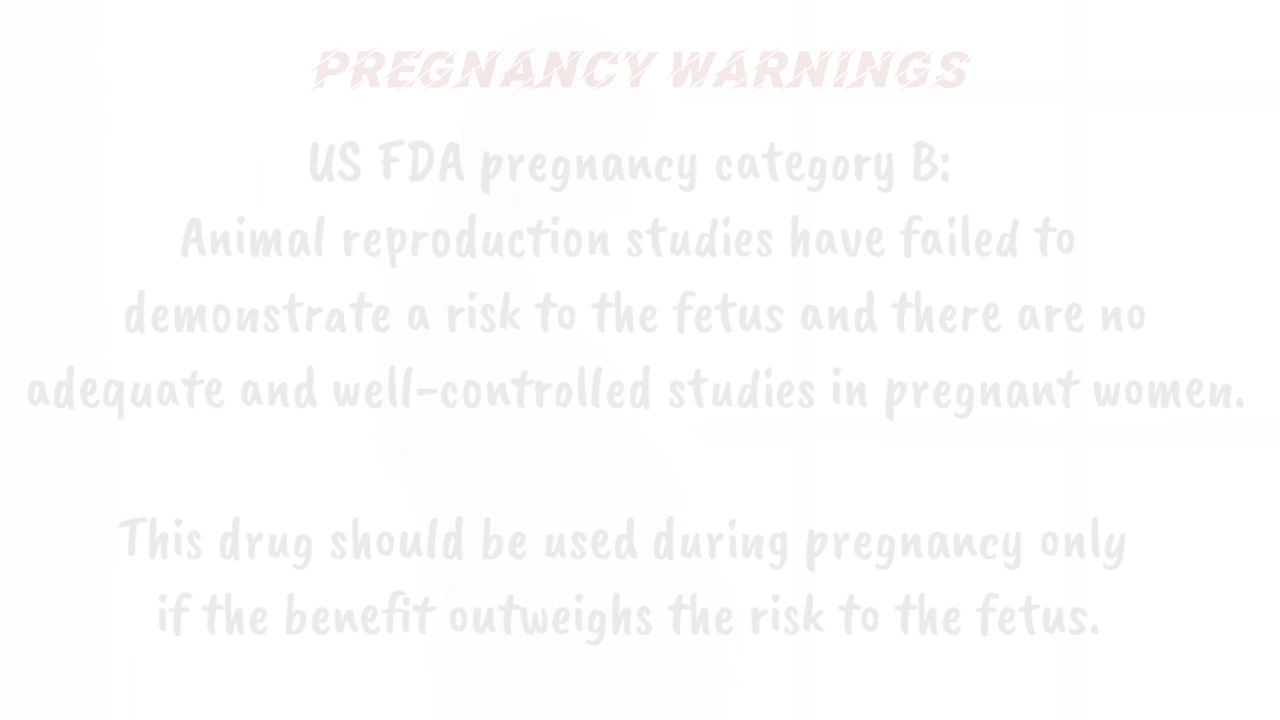 PREGNANCY WARNINGS
US FDA pregnancy category B:
Animal reproduction studies have failed to
demonstrate a risk to the fetus and there are no
adequate and well-controlled studies in pregnant women.
This drug should be used during pregnancy only
if the benefit outweighs the risk to the fetus.